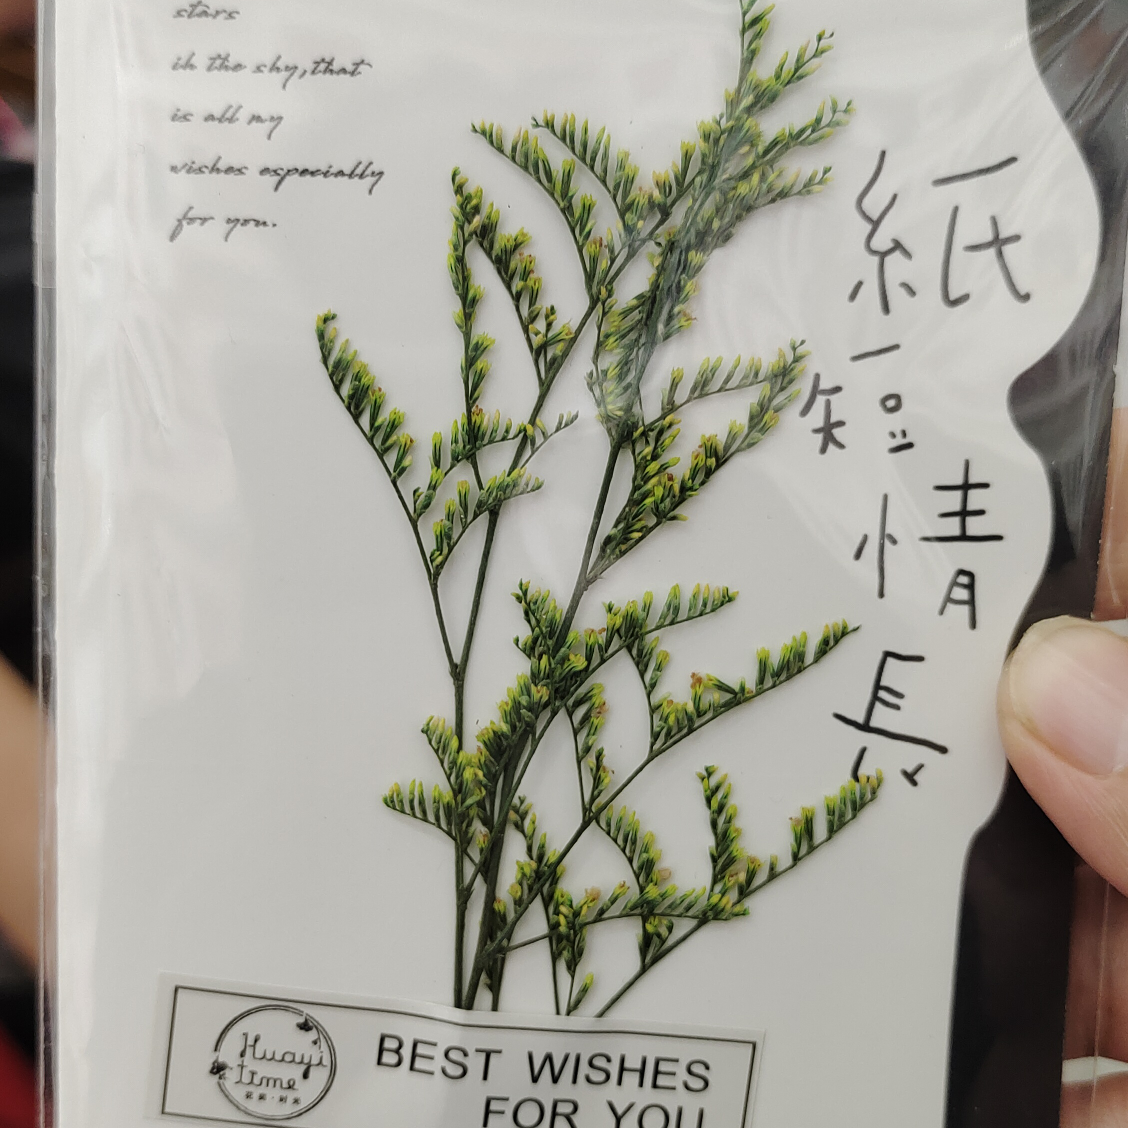 stars
in the sky, that
is all my
wishes especially
for you.
紙短情長
Huayi
time
BEST WISHES
FOR YOU